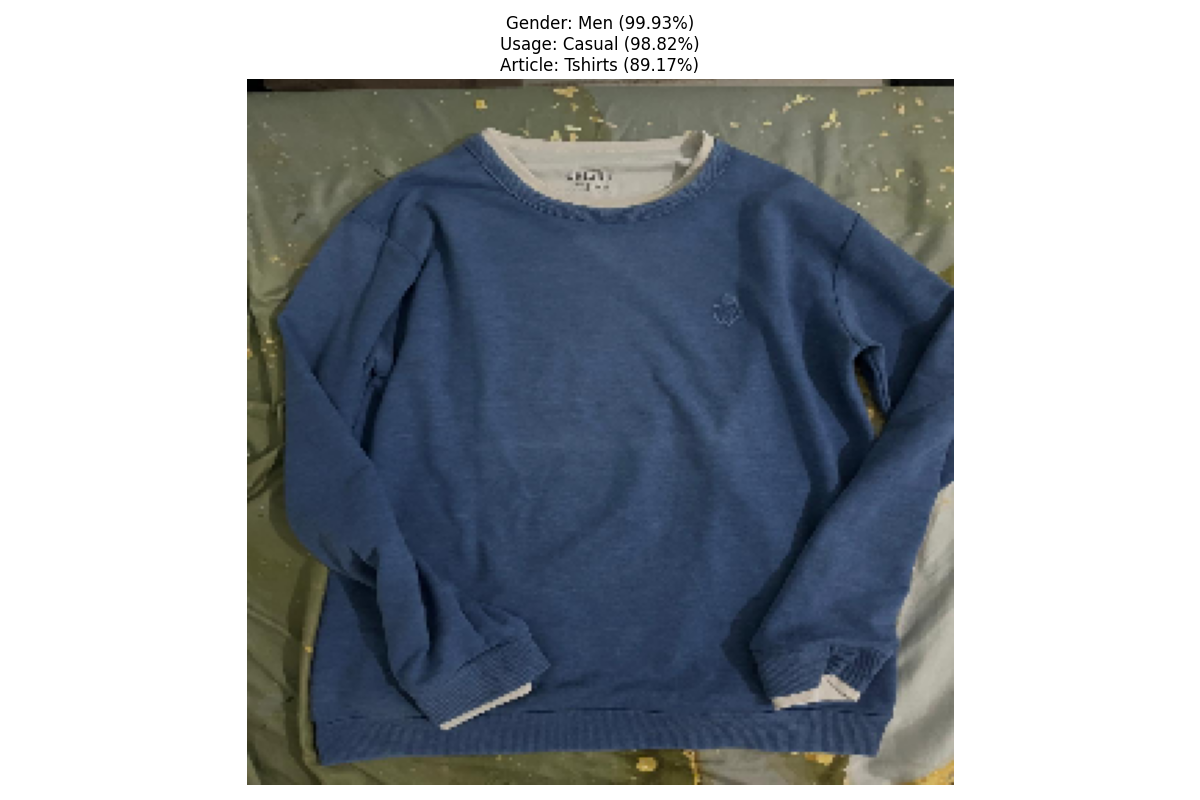 Gender: Men (99.93%)
Usage: Casual (98.82%)
Article: Tshirts (89.17%)